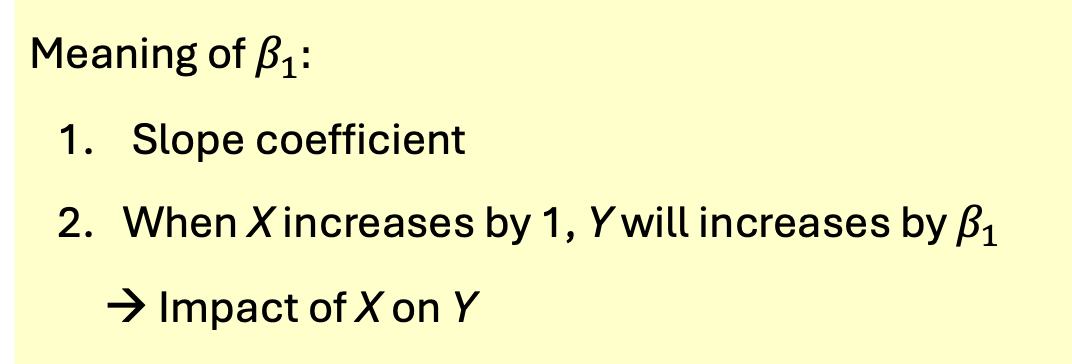 Meaning of 𝛽₁:
1. Slope coefficient
2. When X increases by 1, Y will increases by 𝛽₁
→ Impact of X on Y